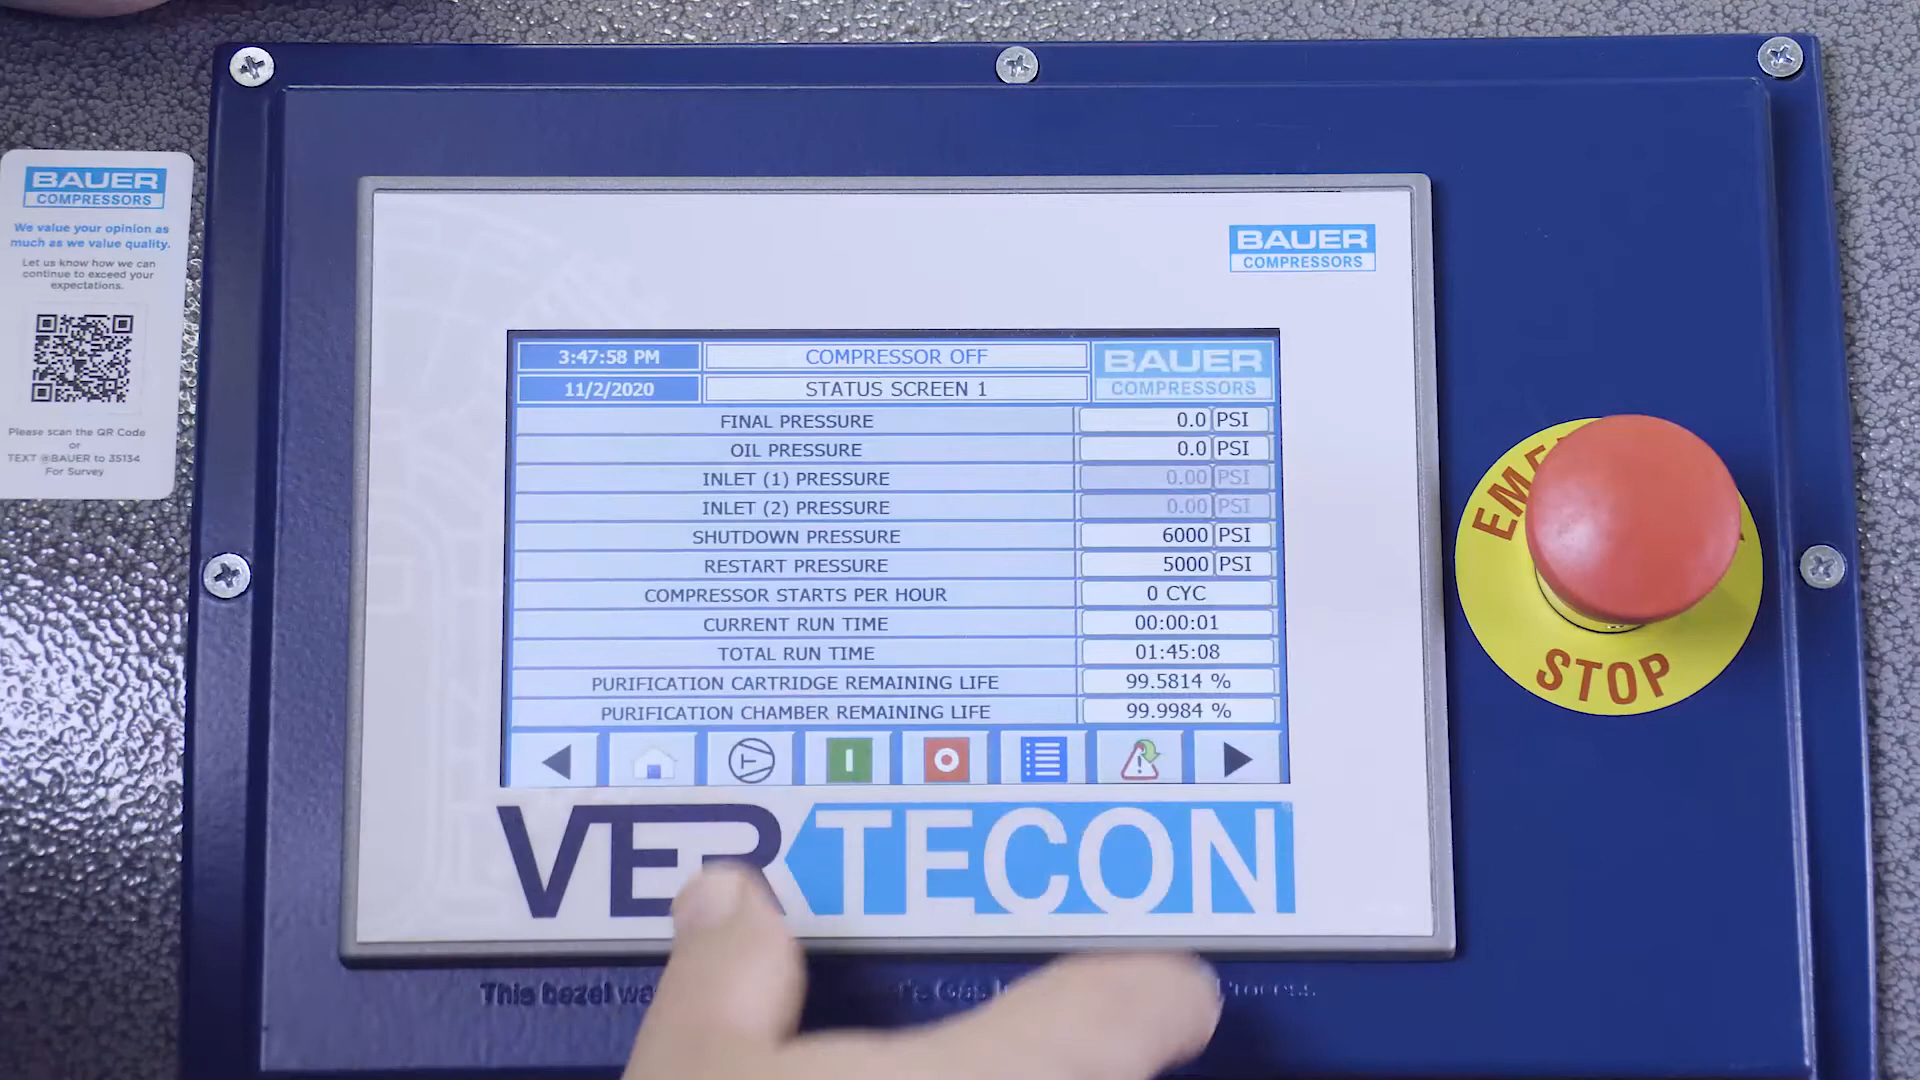 BAUER
COMPRESSORS
We value your opinion as
much as we value quality.
Let us know how we can
continue to exceed your
expectations.
Please scan the QR Code
or
TEXT @BAUER to 35134
For Survey
BAUER
COMPRESSORS
3:47:58 PM
COMPRESSOR OFF
BAUER
COMPRESSORS
11/2/2020
STATUS SCREEN 1
FINAL PRESSURE 0.0 PSI
OIL PRESSURE 0.0 PSI
INLET (1) PRESSURE 0.00 PSI
INLET (2) PRESSURE 0.00 PSI
SHUTDOWN PRESSURE 6000 PSI
RESTART PRESSURE 5000 PSI
COMPRESSOR STARTS PER HOUR 0 CYC
CURRENT RUN TIME 00:00:01
TOTAL RUN TIME 01:45:08
PURIFICATION CARTRIDGE REMAINING LIFE 99.5814 %
PURIFICATION CHAMBER REMAINING LIFE 99.9984 %
VERTECON
This bezel
Gas
Process.
STOP